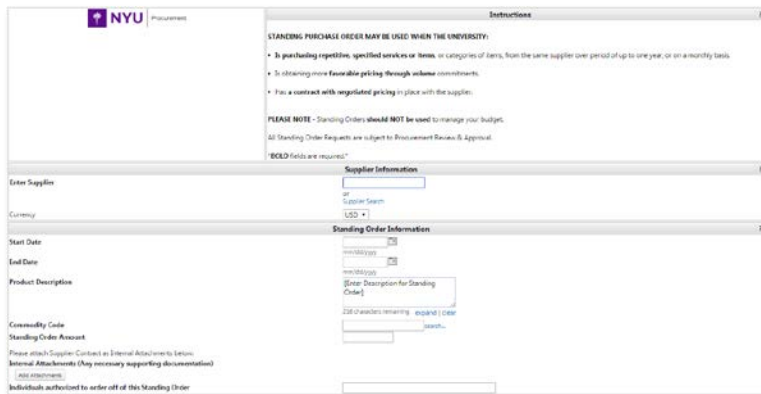 NYU Procurement
Instructions
STANDING PURCHASE ORDER MAY BE USED WHEN THE UNIVERSITY:
• Is purchasing repetitive, specified services or items, or categories of items, from the same supplier over period of up to one year, or on a monthly basis.
• Is obtaining more favorable pricing through volume commitments.
• Has a contract with negotiated pricing in place with the supplier.
PLEASE NOTE - Standing Orders should NOT be used to manage your budget.
All Standing Order Requests are subject to Procurement Review & Approval.
"BOLD fields are required."
Supplier Information
Enter Supplier
or
Supplier Search
Currency USD
Standing Order Information
Start Date
mm/dd/yyyy
End Date
mm/dd/yyyy
Product Description [Enter Description for Standing
Order]
characters remaining expand | clear
Commodity Code search...
Standing Order Amount
Please attach Supplier Contract as Internal Attachments below.
Internal Attachments (Any necessary supporting documentation)
Add Attachments
Individuals authorized to order off of this Standing Order